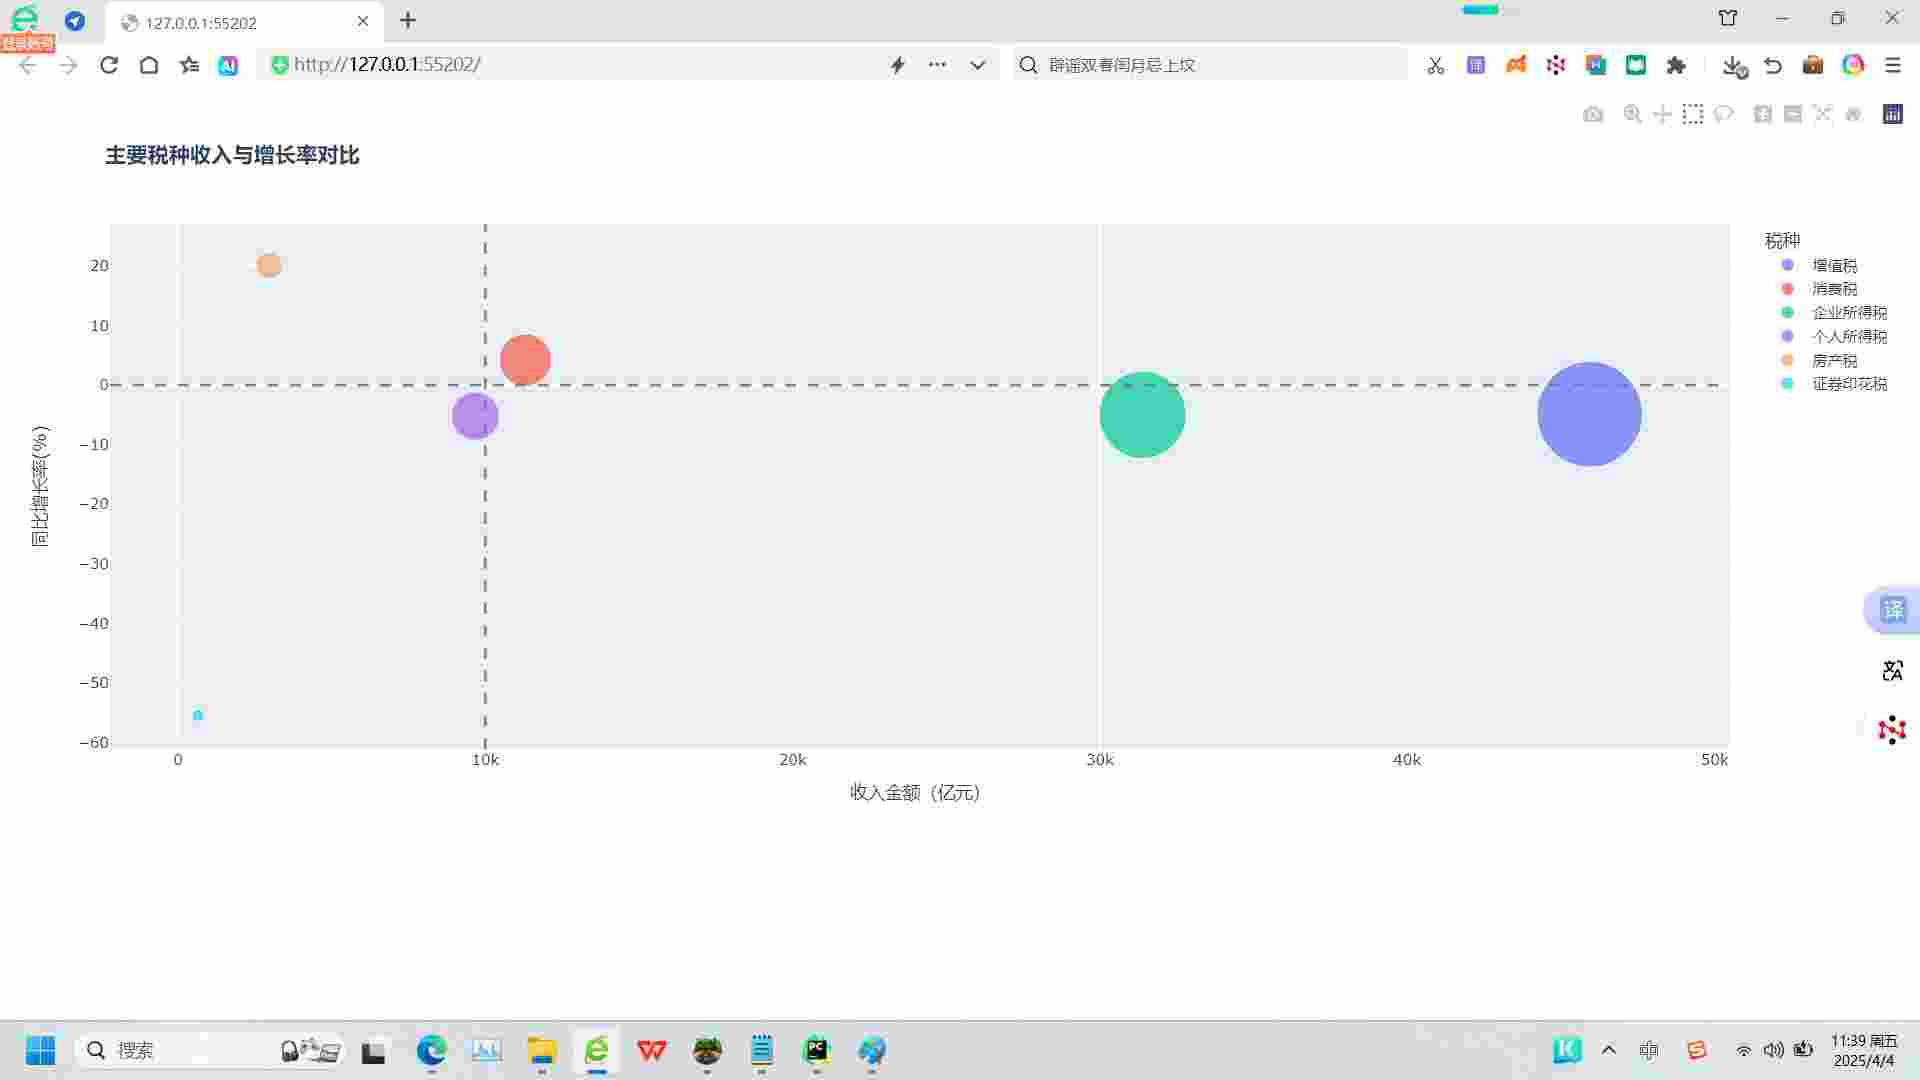 127.0.0.1:55202
http://127.0.0.1:55202/
辟谣双春闰月忌上坟
主要税种收入与增长率对比
税种
增值税
消费税
企业所得税
个人所得税
房产税
证券印花税
20
10
0
−10
−20
−30
−40
−50
−60
同比增长率(%)
0
10k
20k
30k
40k
50k
收入金额（亿元）
译
搜索
中
11:39 周五
2025/4/4